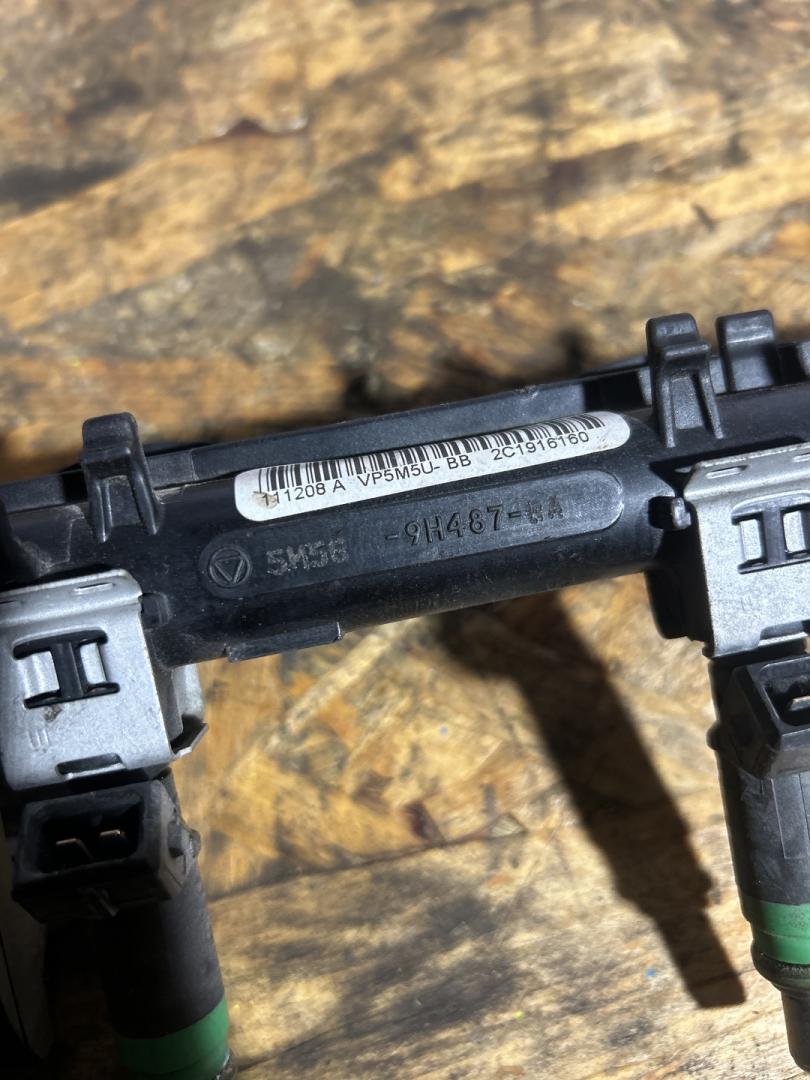 111208 A VP5M5U- BB 2C1916160
5M5G -9H487-